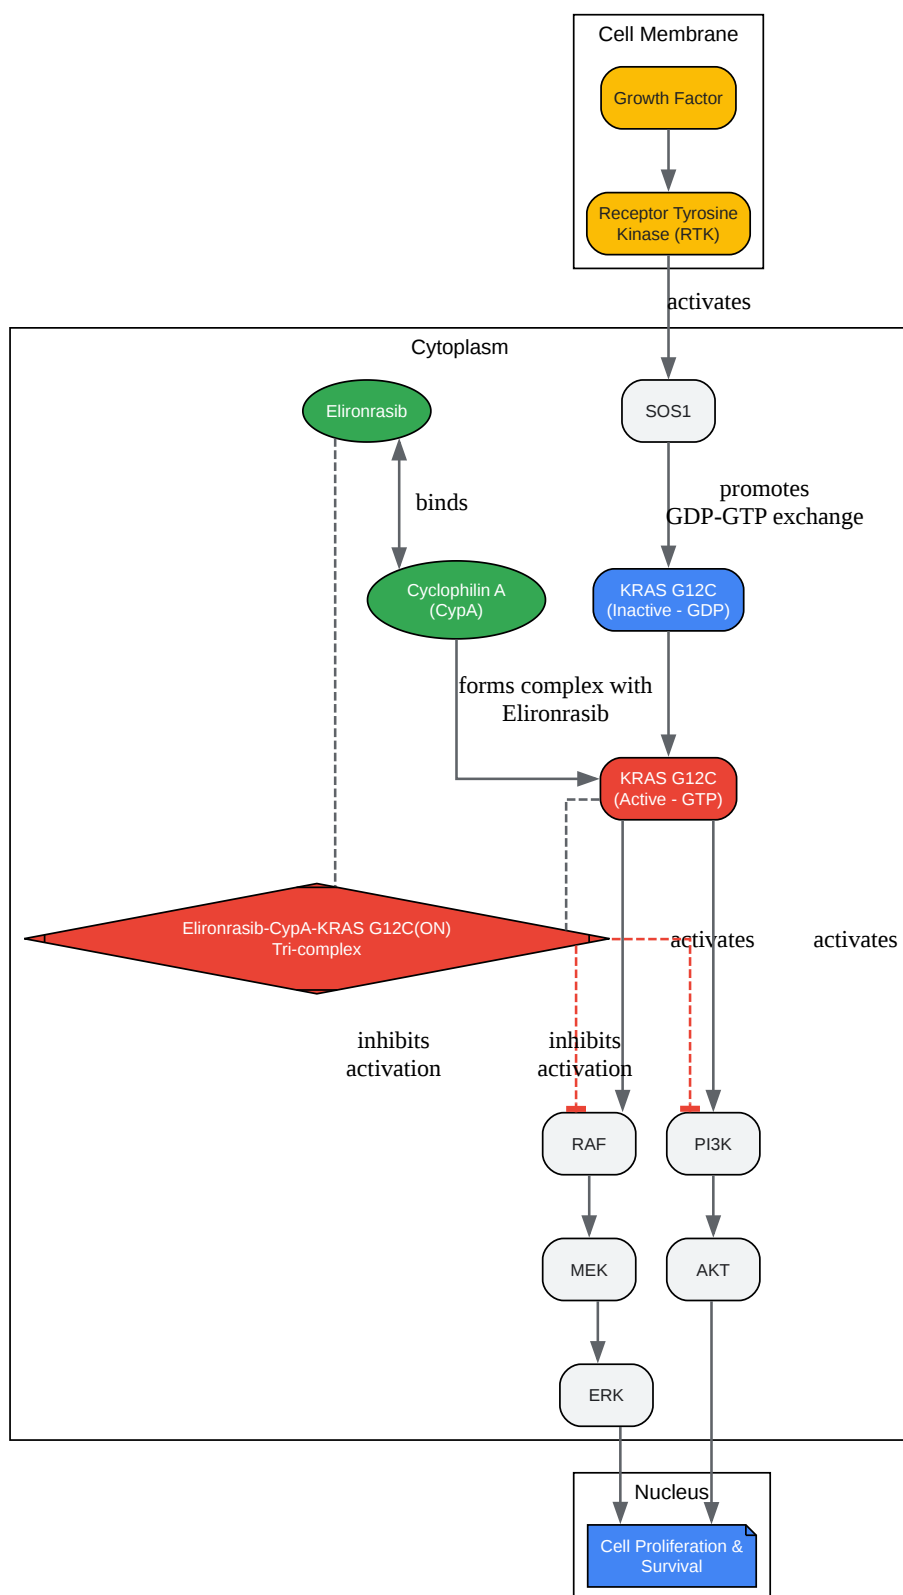 Cell Membrane
Growth Factor
Receptor Tyrosine
Kinase (RTK)
activates
Cytoplasm
Elironrasib
SOS1
binds
promotes
GDP-GTP exchange
Cyclophilin A
(CypA)
KRAS G12C
(Inactive - GDP)
forms complex with
Elironrasib
KRAS G12C
(Active - GTP)
Elironrasib-CypA-KRAS G12C(ON)
Tri-complex
activates
activates
inhibits
activation
inhibits
activation
RAF
PI3K
MEK
AKT
ERK
Nucleus
Cell Proliferation &
Survival